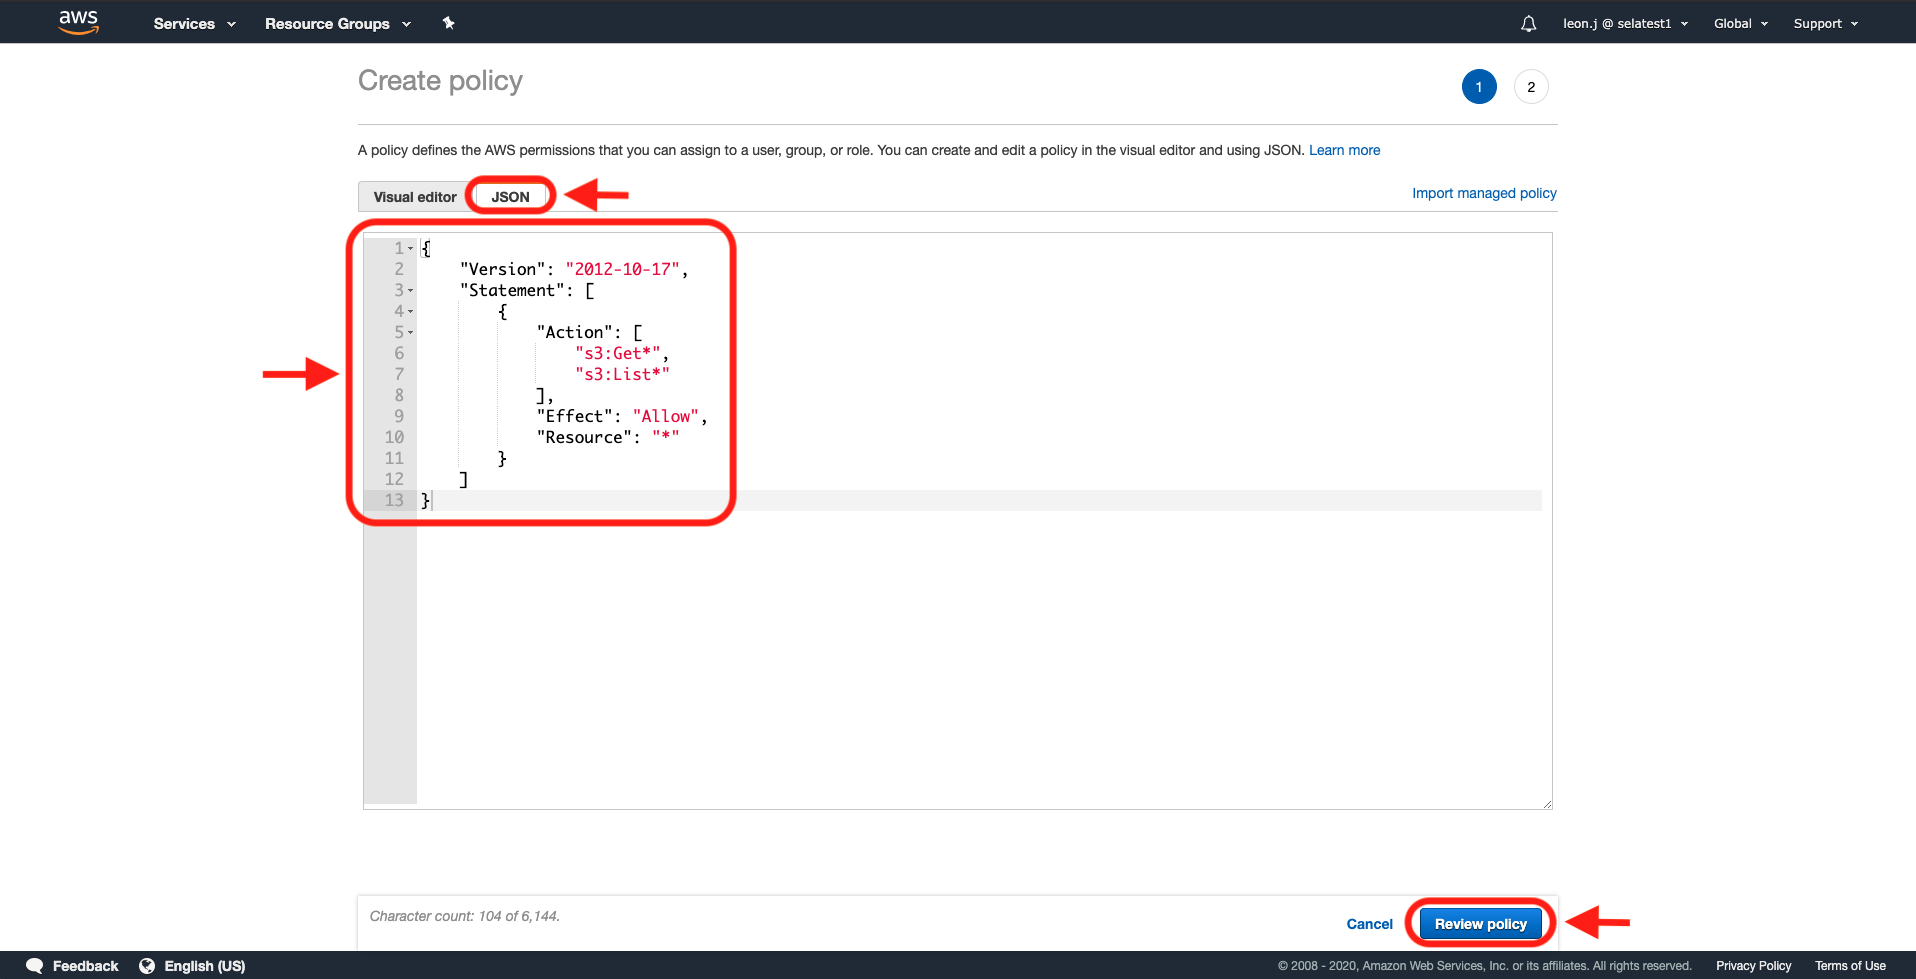 aws Services Resource Groups leon.j @ selatest1 Global Support
Create policy
1 2
A policy defines the AWS permissions that you can assign to a user, group, or role. You can create and edit a policy in the visual editor and using JSON. Learn more
Visual editor JSON Import managed policy
1 {
2 "Version": "2012-10-17",
3 "Statement": [
4 {
5 "Action": [
6 "s3:Get*",
7 "s3:List*"
8 ],
9 "Effect": "Allow",
10 "Resource": "*"
11 }
12 ]
13 }
Character count: 104 of 6,144.
Cancel Review policy
Feedback English (US) © 2008 - 2020, Amazon Web Services, Inc. or its affiliates. All rights reserved. Privacy Policy Terms of Use